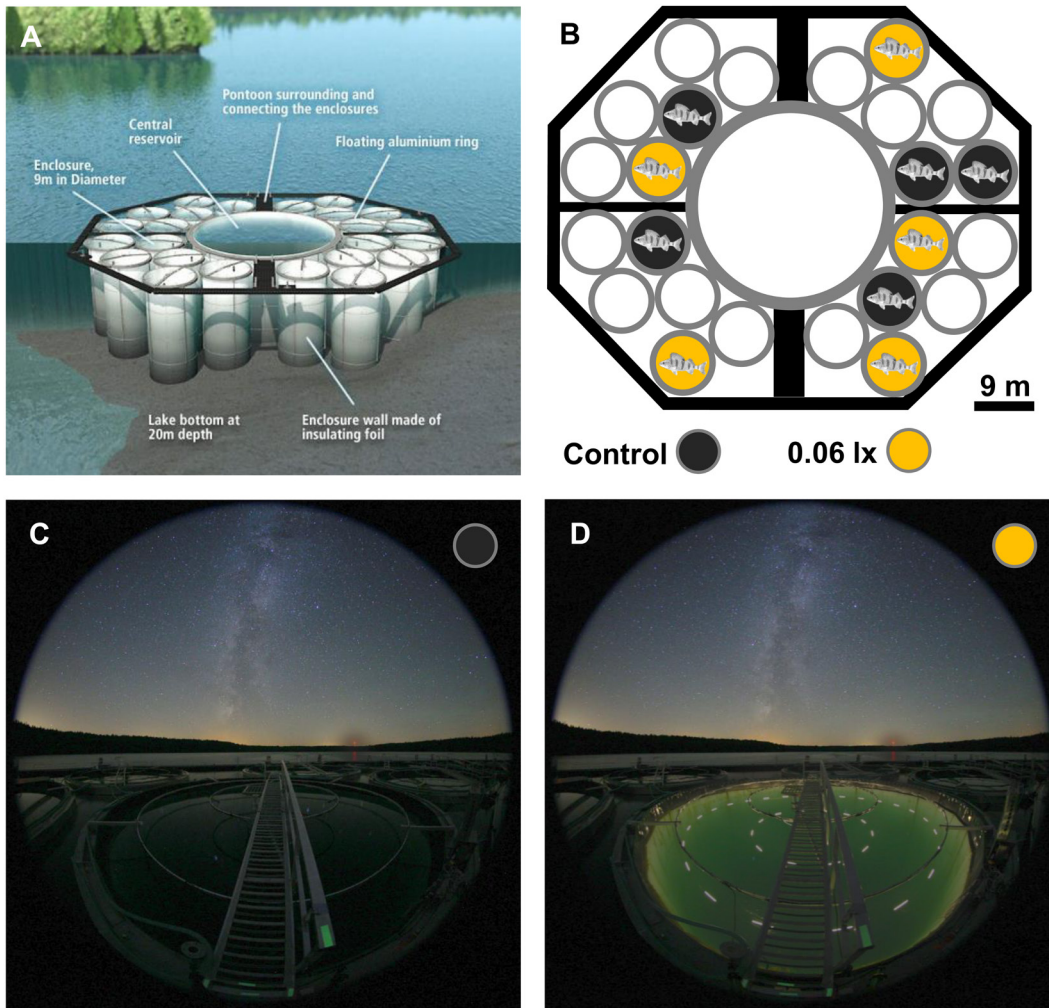 A
Pontoon surrounding and
connecting the enclosures
Central
reservoir
Floating aluminium ring
Enclosure,
9m in Diameter
Lake bottom at
20m depth
Enclosure wall made of
insulating foil
B
9 m
Control
0.06 lx
C
D